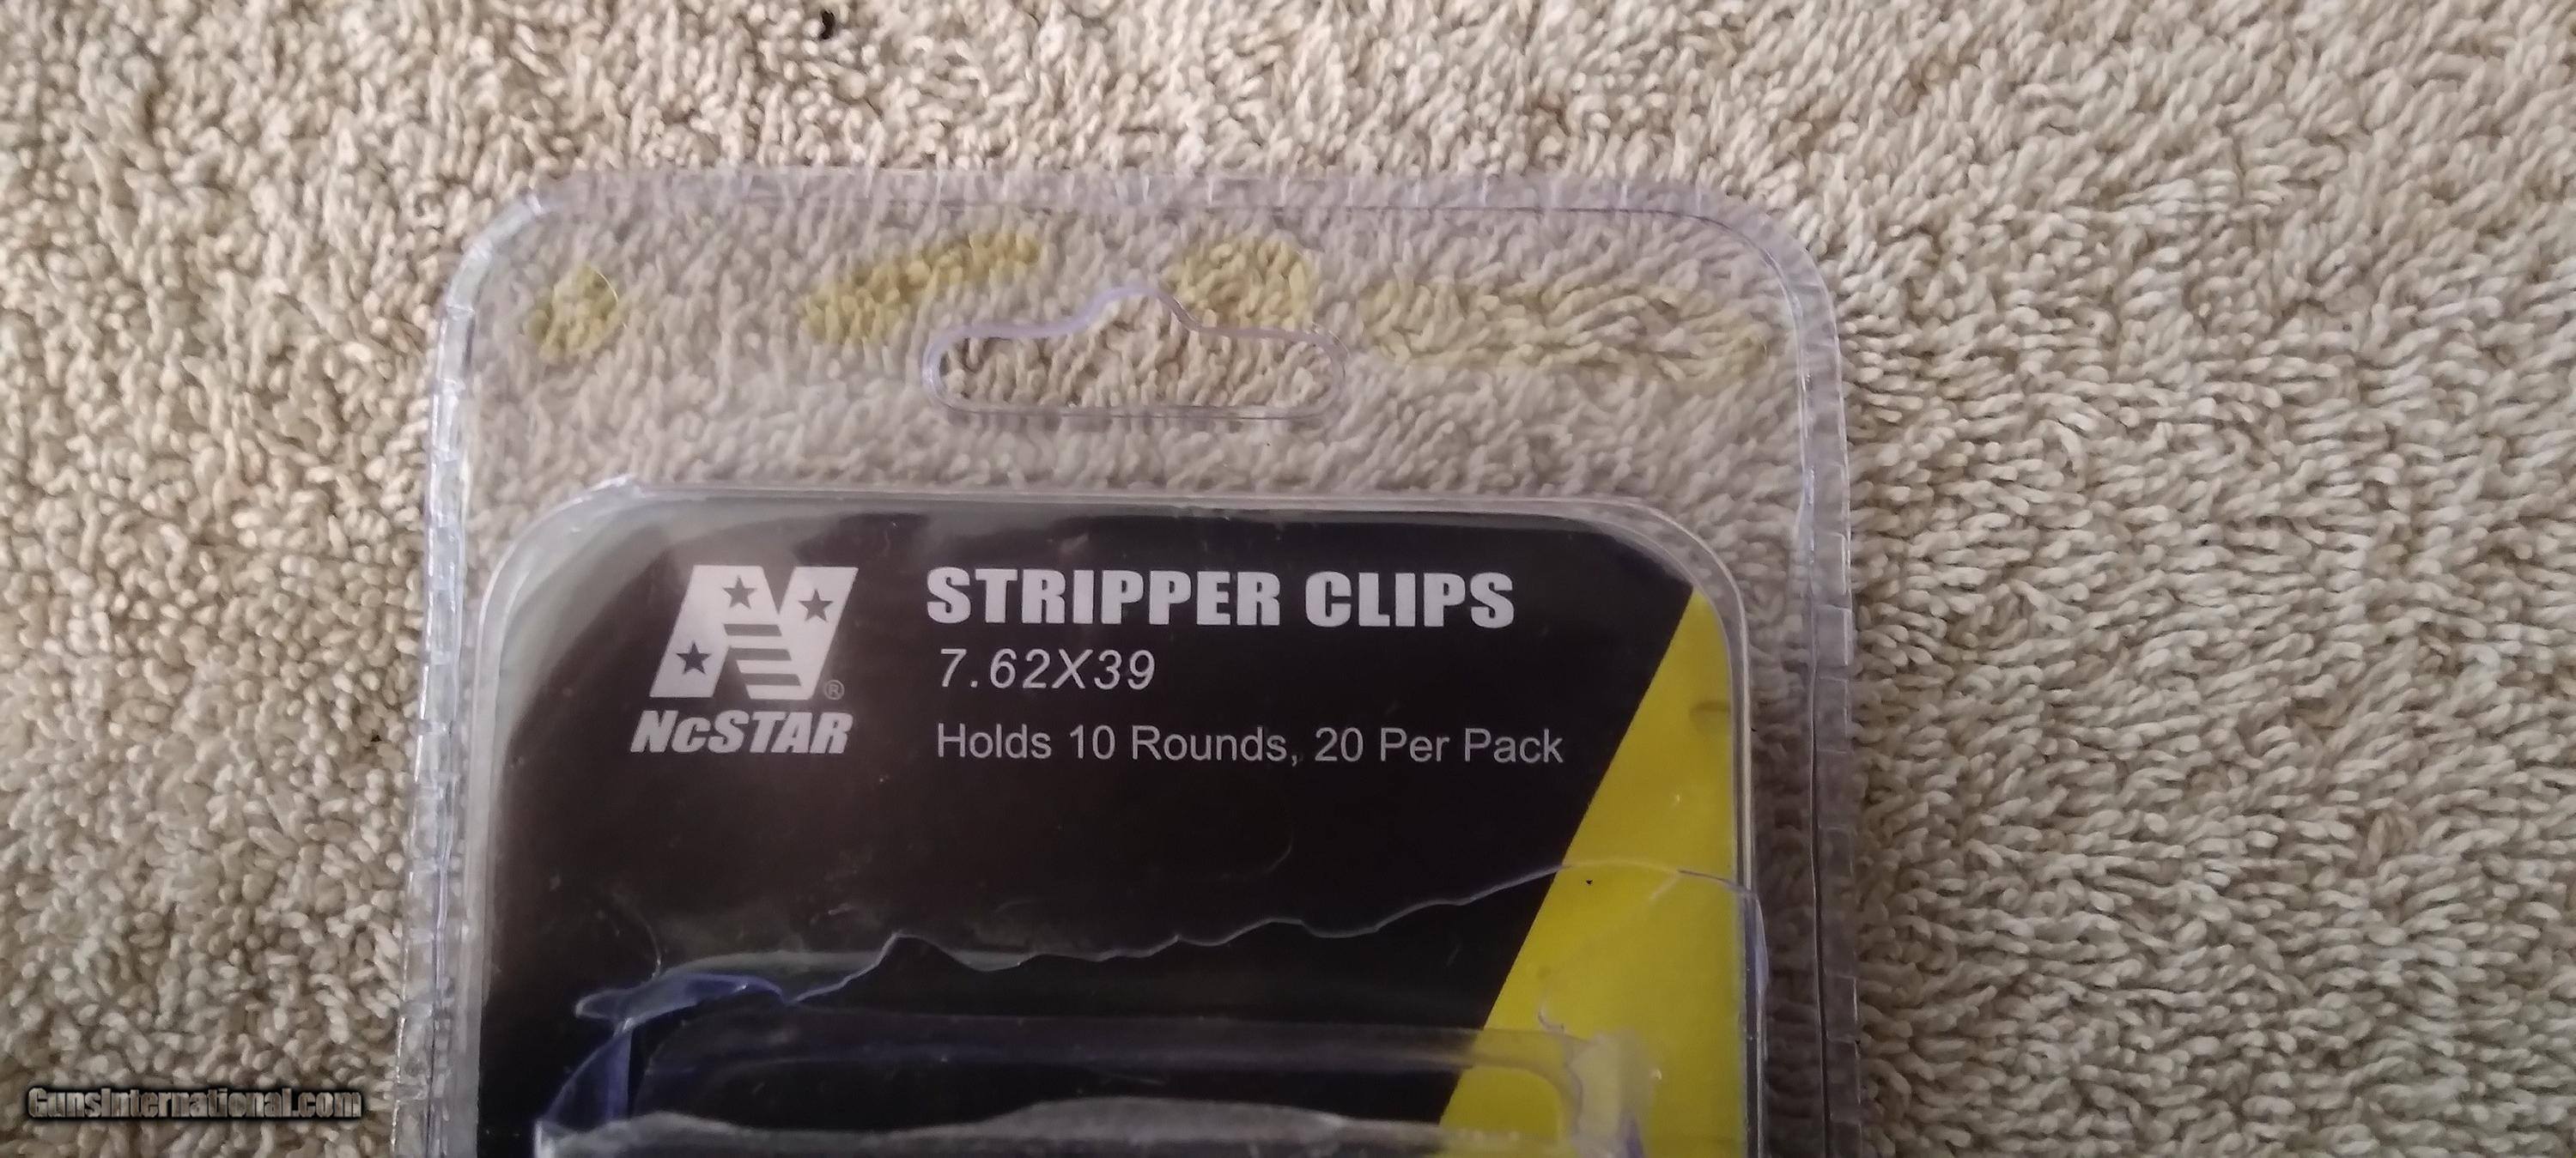 STRIPPER CLIPS
7.62X39
Holds 10 Rounds, 20 Per Pack
®
NcSTAR
GunsInternational.com